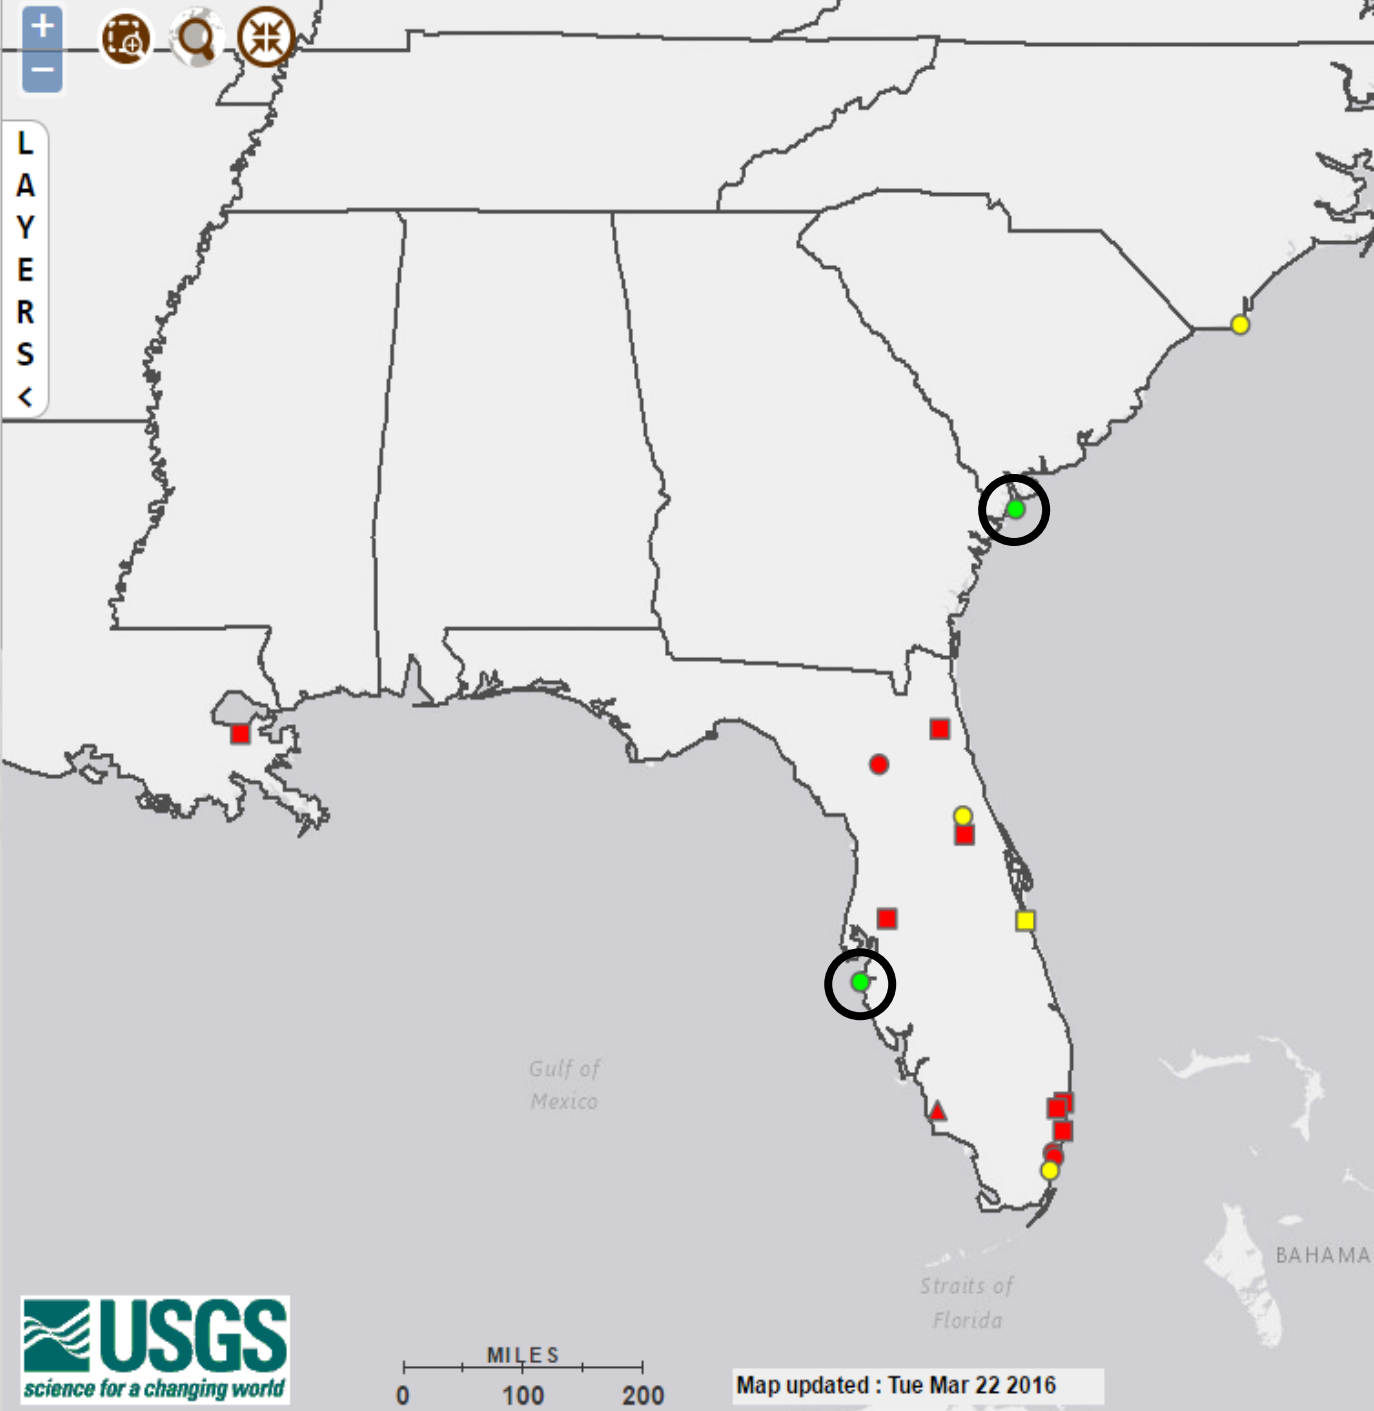 +
−
L
A
Y
E
R
S
<
Gulf of
Mexico
BAHAMA
Straits of
Florida
USGS
science for a changing world
MILES
0 100 200
Map updated : Tue Mar 22 2016